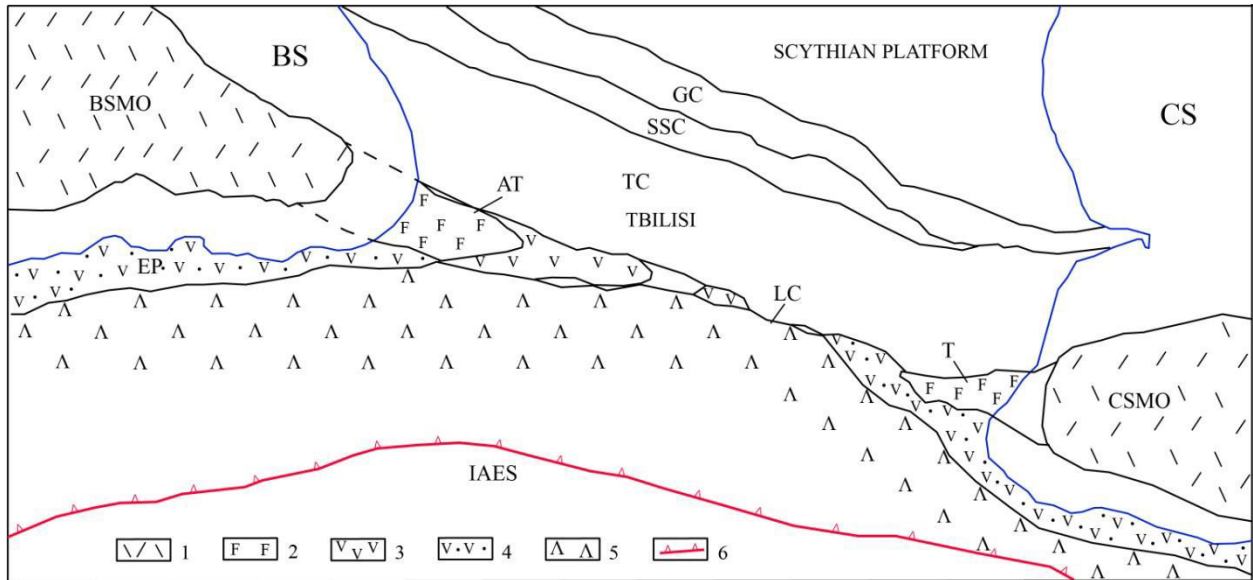 BS
SCYTHIAN PLATFORM
BSMO
GC
CS
SSC
AT
TC
TBILISI
EP
LC
T
CSMO
IAES
1
2
3
4
5
6